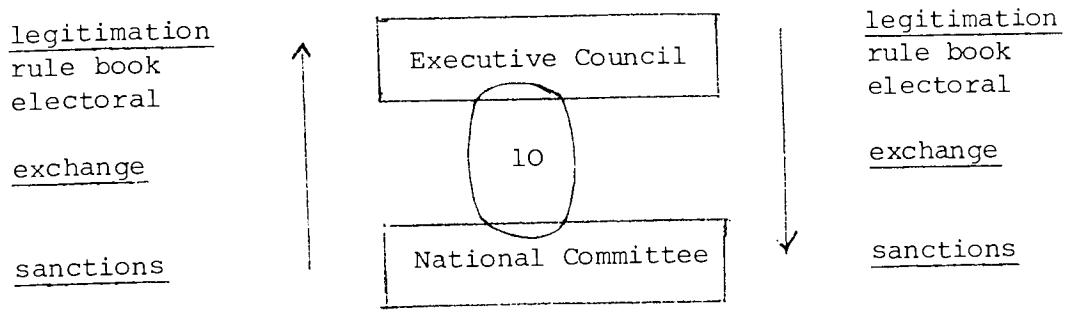 legitimation
rule book
electoral
exchange
sanctions
Executive Council
10
National Committee
legitimation
rule book
electoral
exchange
sanctions